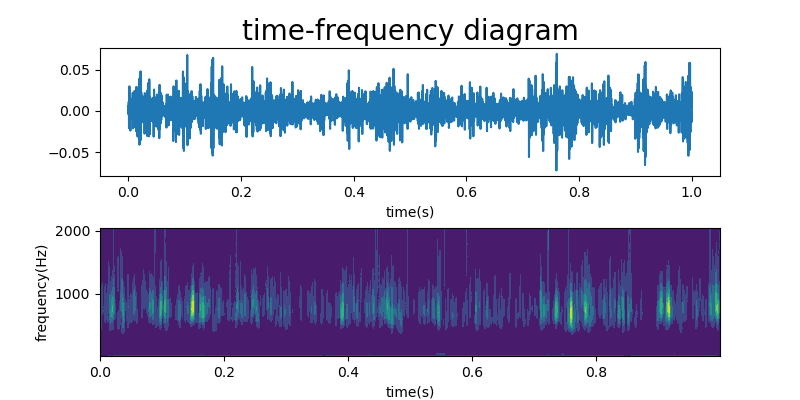 time-frequency diagram
0.05
0.00
−0.05
0.0 0.2 0.4 0.6 0.8 1.0
time(s)
2000
1000
frequency(Hz)
0.0 0.2 0.4 0.6 0.8
time(s)